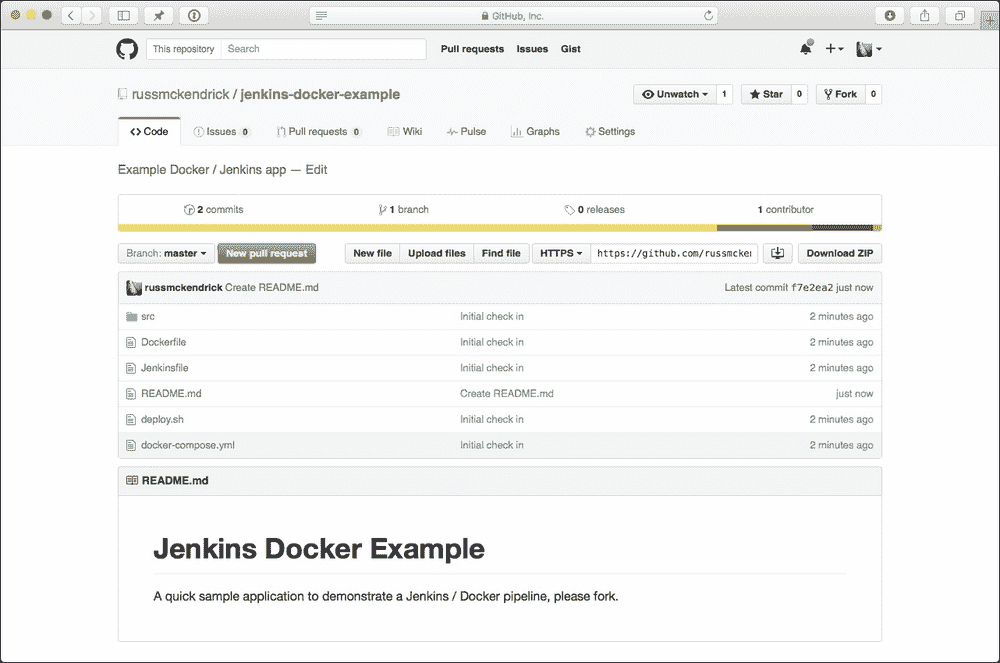 GitHub, Inc.
This repository Search Pull requests Issues Gist
russmckendrick / jenkins-docker-example Unwatch 1 Star 0 Fork 0
Code Issues 0 Pull requests 0 Wiki Pulse Graphs Settings
Example Docker / Jenkins app — Edit
2 commits 1 branch 0 releases 1 contributor
Branch: master New pull request New file Upload files Find file HTTPS https://github.com/russmcken Download ZIP
russmckendrick Create README.md Latest commit f7e2ea2 just now
src Initial check in 2 minutes ago
Dockerfile Initial check in 2 minutes ago
Jenkinsfile Initial check in 2 minutes ago
README.md Create README.md just now
deploy.sh Initial check in 2 minutes ago
docker-compose.yml Initial check in 2 minutes ago
README.md
Jenkins Docker Example
A quick sample application to demonstrate a Jenkins / Docker pipeline, please fork.